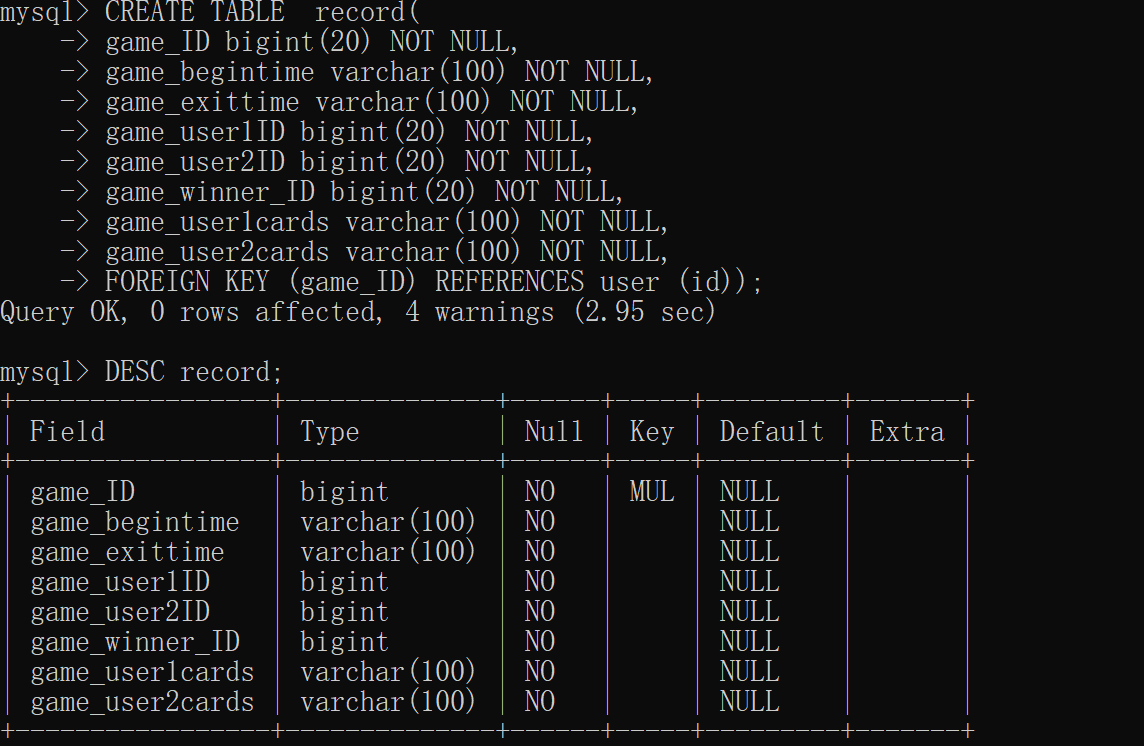 mysql> CREATE TABLE  record(
    -> game_ID bigint(20) NOT NULL,
    -> game_begintime varchar(100) NOT NULL,
    -> game_exittime varchar(100) NOT NULL,
    -> game_user1ID bigint(20) NOT NULL,
    -> game_user2ID bigint(20) NOT NULL,
    -> game_winner_ID bigint(20) NOT NULL,
    -> game_user1cards varchar(100) NOT NULL,
    -> game_user2cards varchar(100) NOT NULL,
    -> FOREIGN KEY (game_ID) REFERENCES user (id));
Query OK, 0 rows affected, 4 warnings (2.95 sec)

mysql> DESC record;
+-----------------+--------------+------+-----+---------+-------+
| Field           | Type         | Null | Key | Default | Extra |
+-----------------+--------------+------+-----+---------+-------+
| game_ID         | bigint       | NO   | MUL | NULL    |       |
| game_begintime  | varchar(100) | NO   |     | NULL    |       |
| game_exittime   | varchar(100) | NO   |     | NULL    |       |
| game_user1ID    | bigint       | NO   |     | NULL    |       |
| game_user2ID    | bigint       | NO   |     | NULL    |       |
| game_winner_ID  | bigint       | NO   |     | NULL    |       |
| game_user1cards | varchar(100) | NO   |     | NULL    |       |
| game_user2cards | varchar(100) | NO   |     | NULL    |       |
+-----------------+--------------+------+-----+---------+-------+